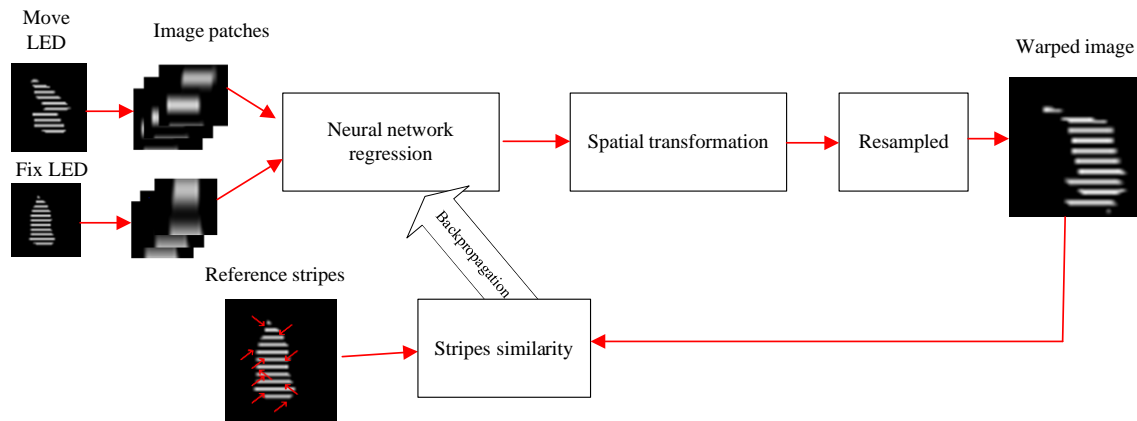 Move
LED
Image patches
Warped image
Neural network
regression
Spatial transformation
Resampled
Fix LED
Backpropagation
Reference stripes
Stripes similarity